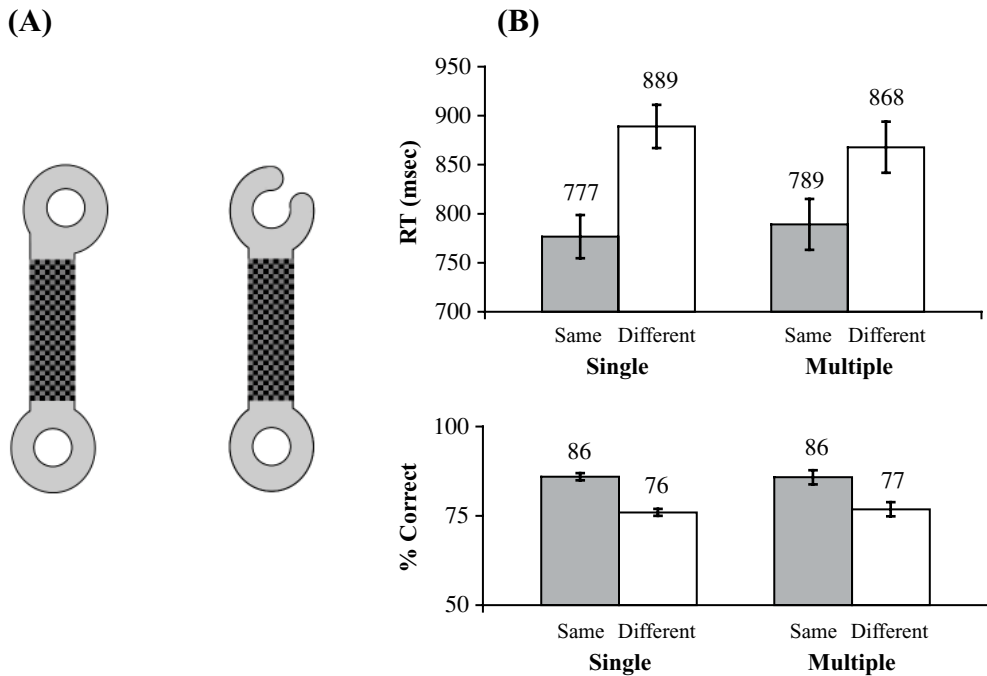 (A)
(B)
950
900
850
800
750
700
RT (msec)
777
889
789
868
Same Different
Same Different
Single
Multiple
100
75
50
% Correct
86
76
86
77
Same Different
Same Different
Single
Multiple